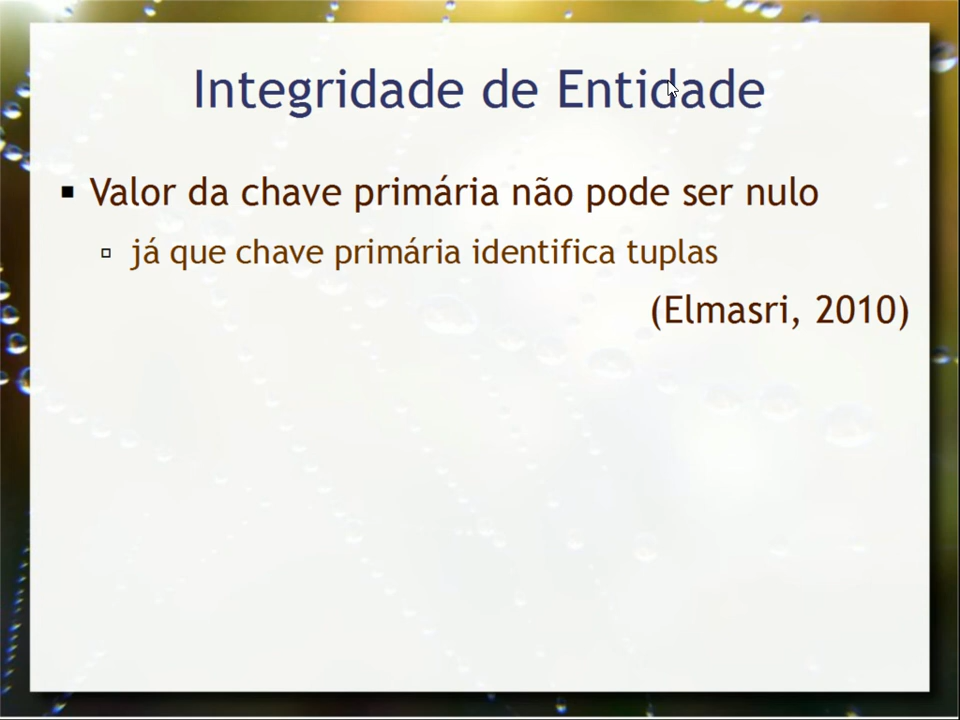 Integridade de Entidade
Valor da chave primária não pode ser nulo
já que chave primária identifica tuplas
(Elmasri, 2010)